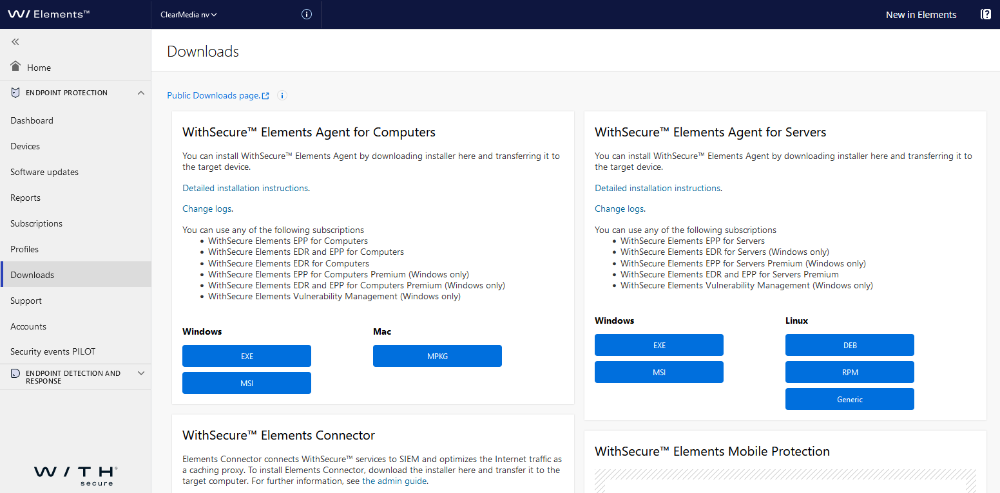 W/ Elements™
ClearMedia nv
New in Elements
Home
ENDPOINT PROTECTION
Dashboard
Devices
Software updates
Reports
Subscriptions
Profiles
Downloads
Support
Accounts
Security events PILOT
ENDPOINT DETECTION AND
RESPONSE
W / T H
secure
Downloads
Public Downloads page.
WithSecure™ Elements Agent for Computers
You can install WithSecure™ Elements Agent by downloading installer here and transferring it to
the target device.
Detailed installation instructions.
Change logs.
You can use any of the following subscriptions
• WithSecure Elements EPP for Computers
• WithSecure Elements EDR and EPP for Computers
• WithSecure Elements EDR for Computers
• WithSecure Elements EPP for Computers Premium (Windows only)
• WithSecure Elements EDR and EPP for Computers Premium (Windows only)
• WithSecure Elements Vulnerability Management (Windows only)
Windows
EXE
MSI
Mac
MPKG
WithSecure™ Elements Agent for Servers
You can install WithSecure™ Elements Agent by downloading installer here and transferring it to
the target device.
Detailed installation instructions.
Change logs.
You can use any of the following subscriptions
• WithSecure Elements EPP for Servers
• WithSecure Elements EDR for Servers (Windows only)
• WithSecure Elements EPP for Servers Premium (Windows only)
• WithSecure Elements EDR and EPP for Servers Premium
• WithSecure Elements Vulnerability Management (Windows only)
Windows
EXE
MSI
Linux
DEB
RPM
Generic
WithSecure™ Elements Connector
Elements Connector connects WithSecure™ services to SIEM and optimizes the Internet traffic as
a caching proxy. To install Elements Connector, download the installer here and transfer it to the
target computer. For further information, see the admin guide.
WithSecure™ Elements Mobile Protection